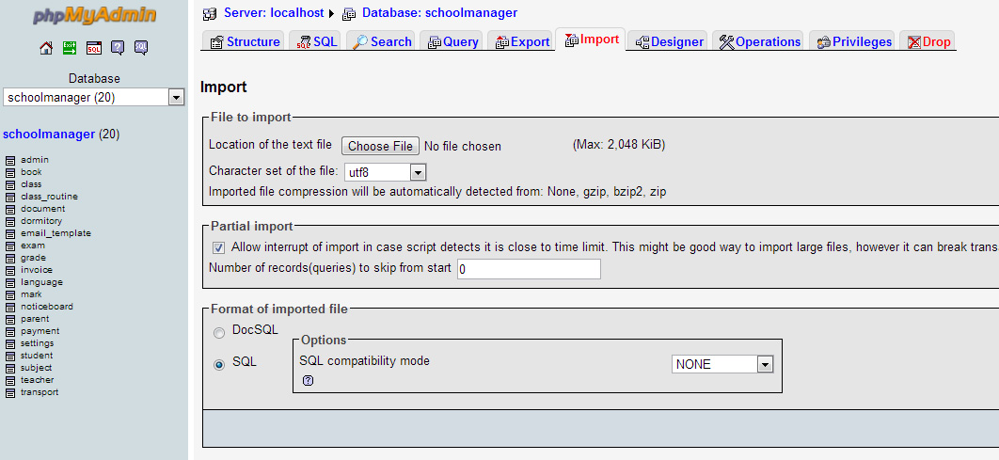 phpMyAdmin
Database
schoolmanager (20)
schoolmanager (20)
admin
book
class
class_routine
document
dormitory
email_template
exam
grade
invoice
language
mark
noticeboard
parent
payment
settings
student
subject
teacher
transport
Server: localhost Database: schoolmanager
Structure SQL Search Query Export Import Designer Operations Privileges Drop
Import
File to import
Location of the text file Choose File No file chosen (Max: 2,048 KiB)
Character set of the file: utf8
Imported file compression will be automatically detected from: None, gzip, bzip2, zip
Partial import
Allow interrupt of import in case script detects it is close to time limit. This might be good way to import large files, however it can break trans
Number of records(queries) to skip from start 0
Format of imported file
DocSQL
SQL
Options
SQL compatibility mode NONE